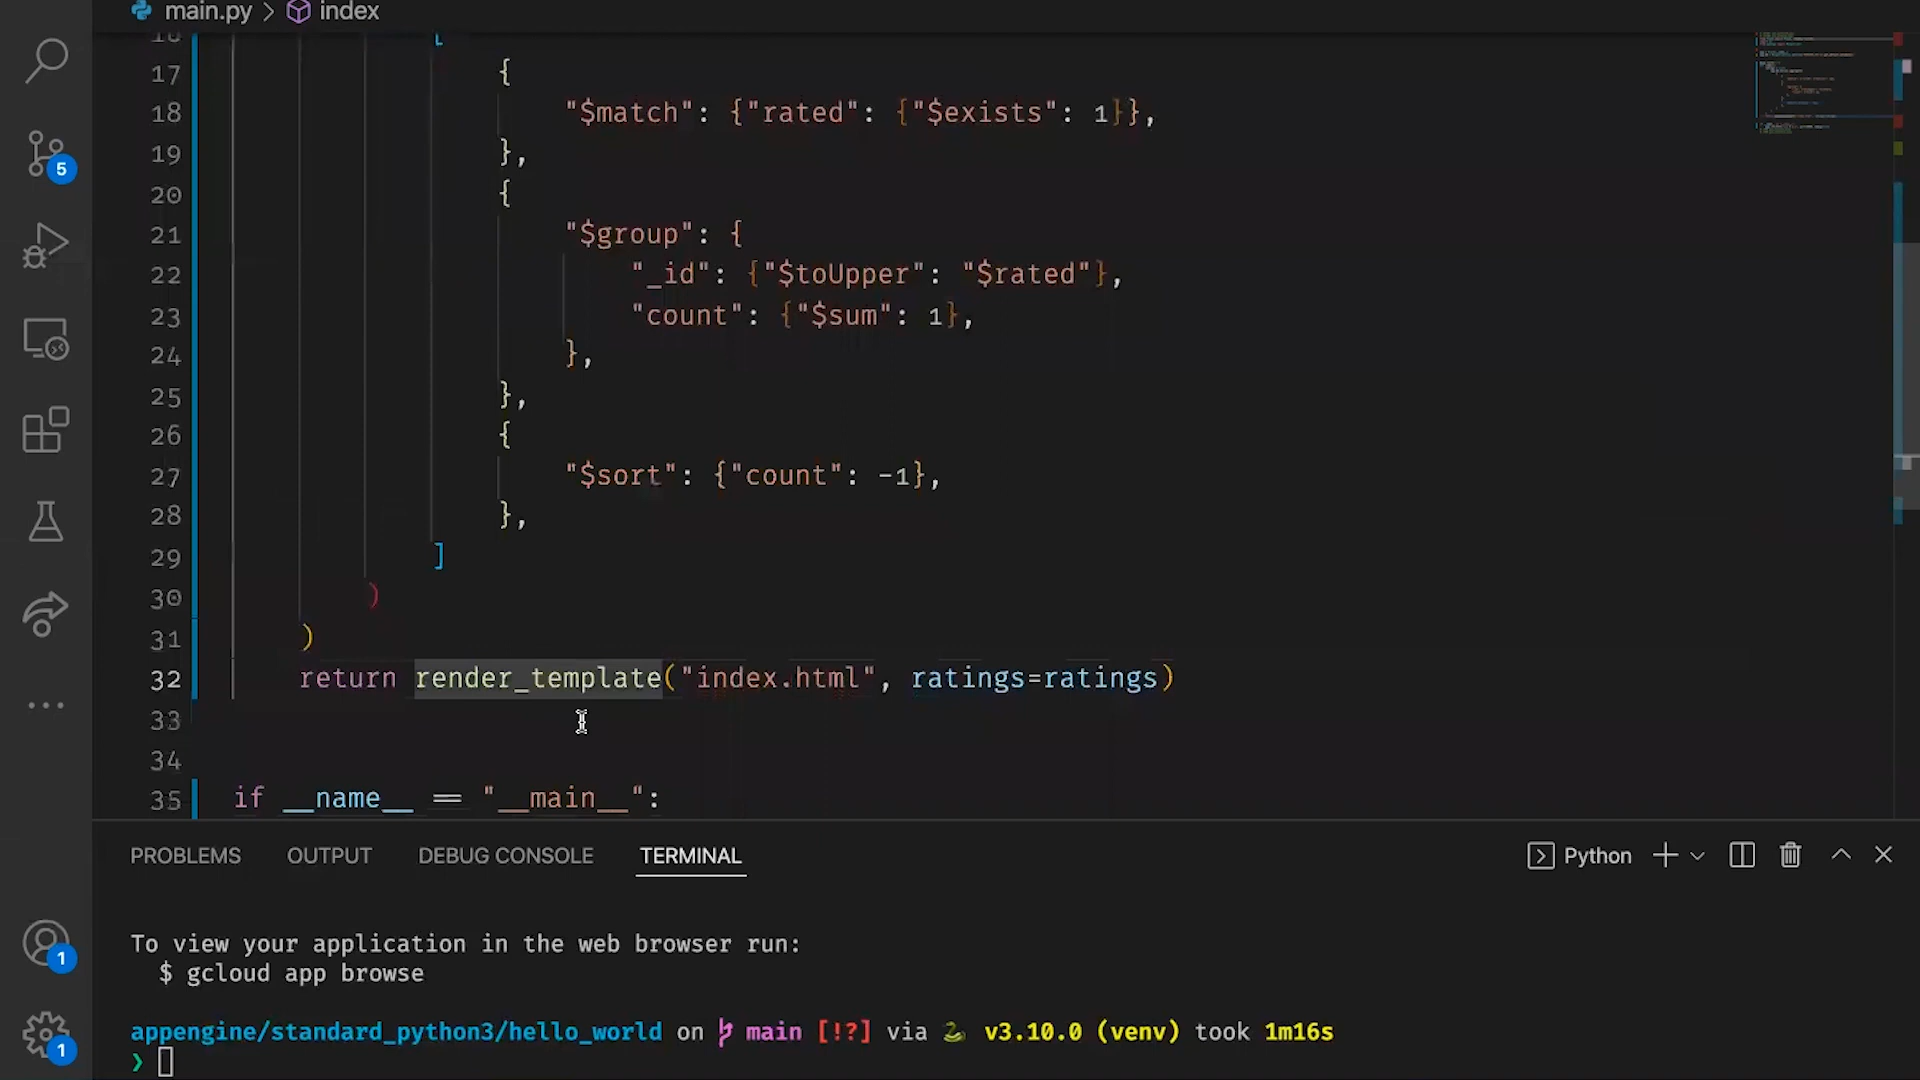 main.py > index
16 [
17 {
18 "$match": {"rated": {"$exists": 1}},
19 },
20 {
21 "$group": {
22 "_id": {"$toUpper": "$rated"},
23 "count": {"$sum": 1},
24 },
25 },
26 {
27 "$sort": {"count": -1},
28 },
29 ]
30 )
31 )
32 return render_template("index.html", ratings=ratings)
33
34
35 if __name__ == "__main__":
5
1
1
PROBLEMS OUTPUT DEBUG CONSOLE TERMINAL Python
To view your application in the web browser run:
$ gcloud app browse
appengine/standard_python3/hello_world on main [!?] via v3.10.0 (venv) took 1m16s
❯